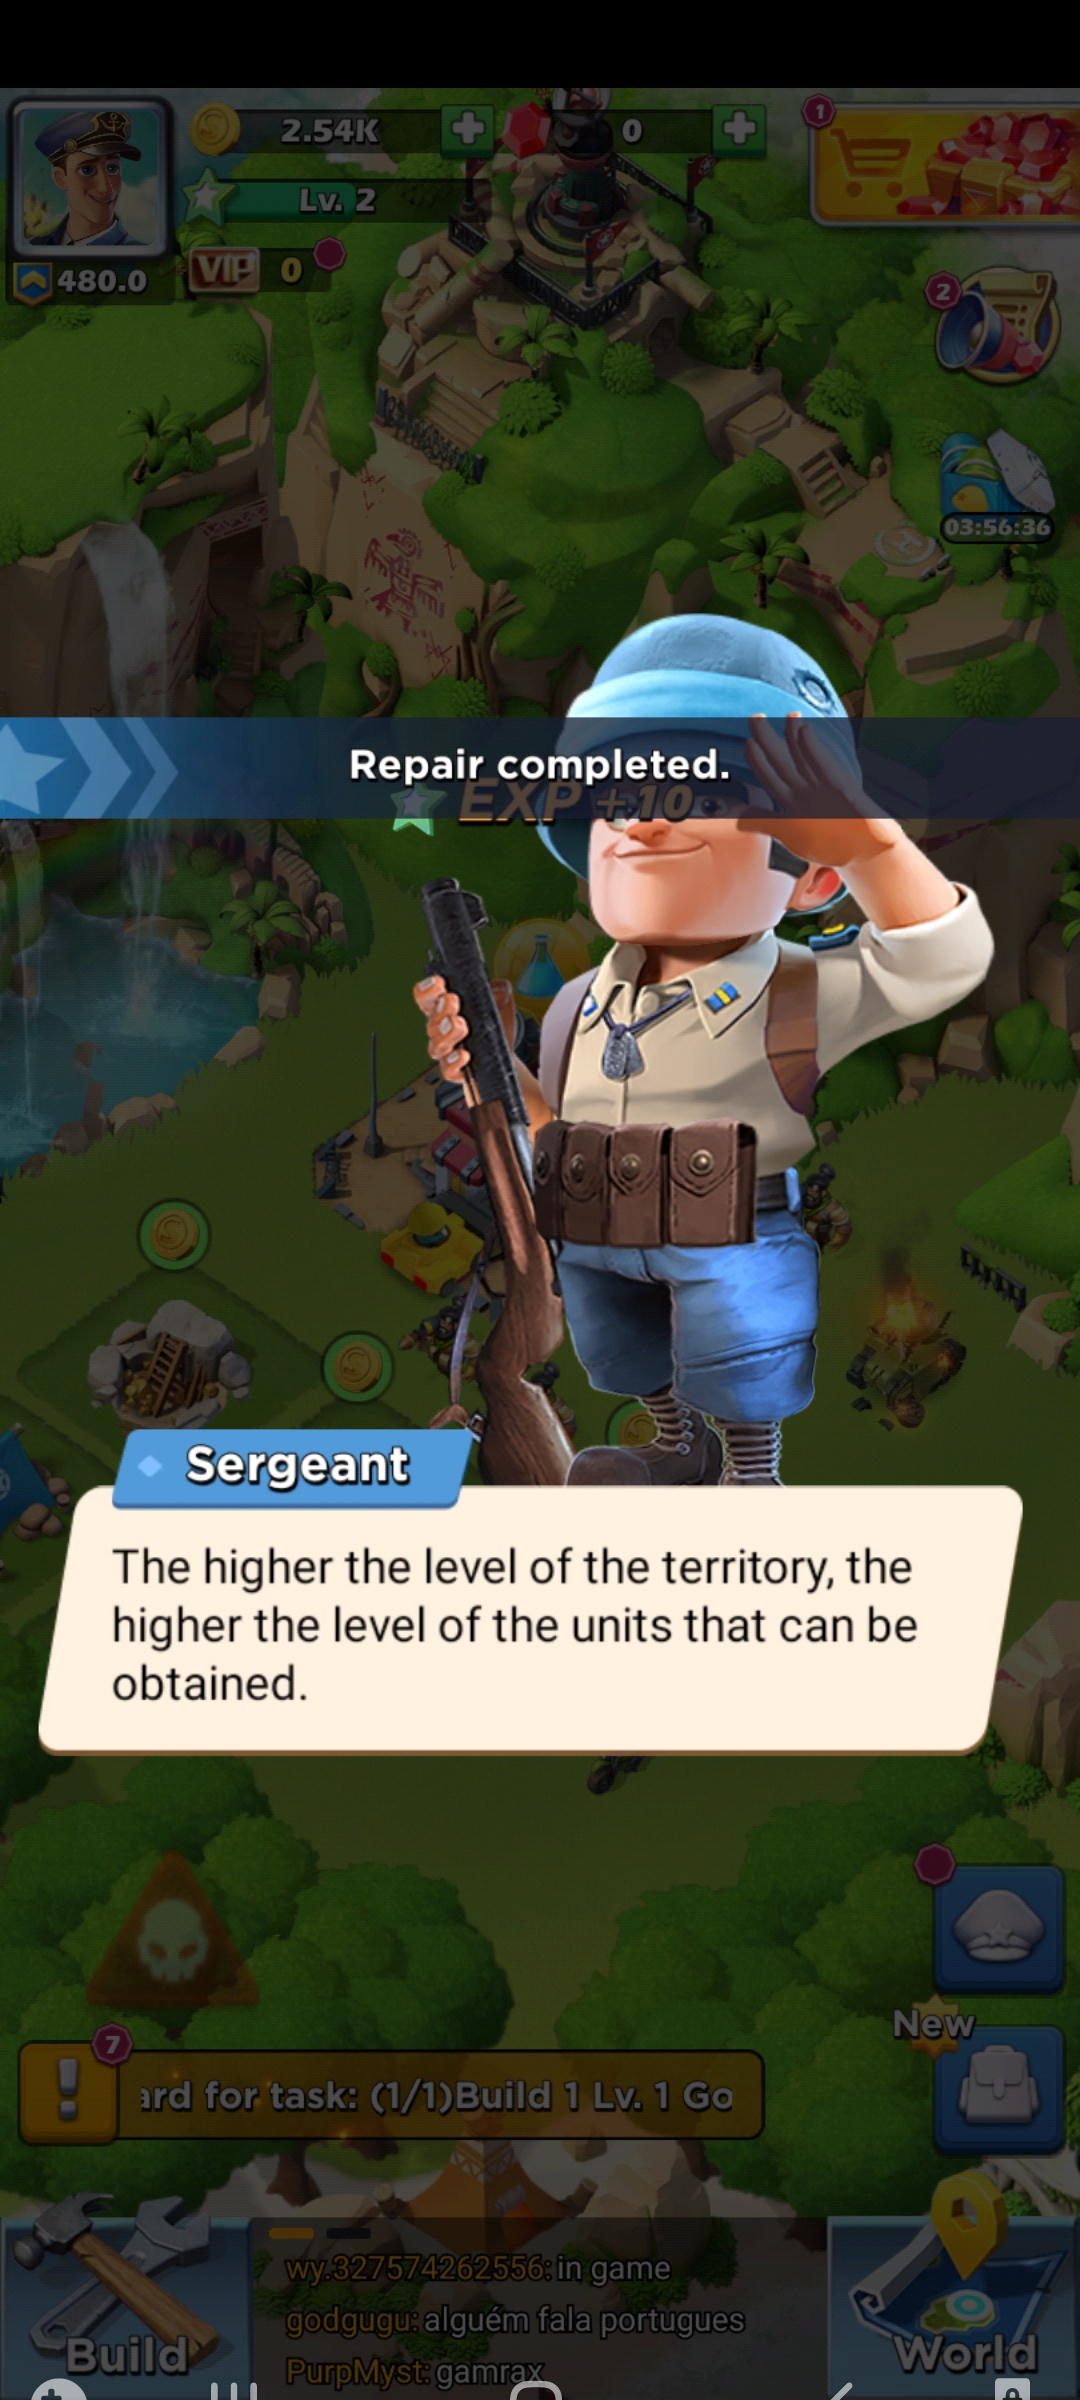 2.54K
0
1
Lv. 2
480.0
VIP 0
2
03:56:36
Repair completed.
EXP +10
Sergeant
The higher the level of the territory, the
higher the level of the units that can be
obtained.
New
7
ard for task: (1/1)Build 1 Lv. 1 Go
wy.327574262556: in game
godgugu: alguém fala portugues
PurpMyst: gamrax
Build
World